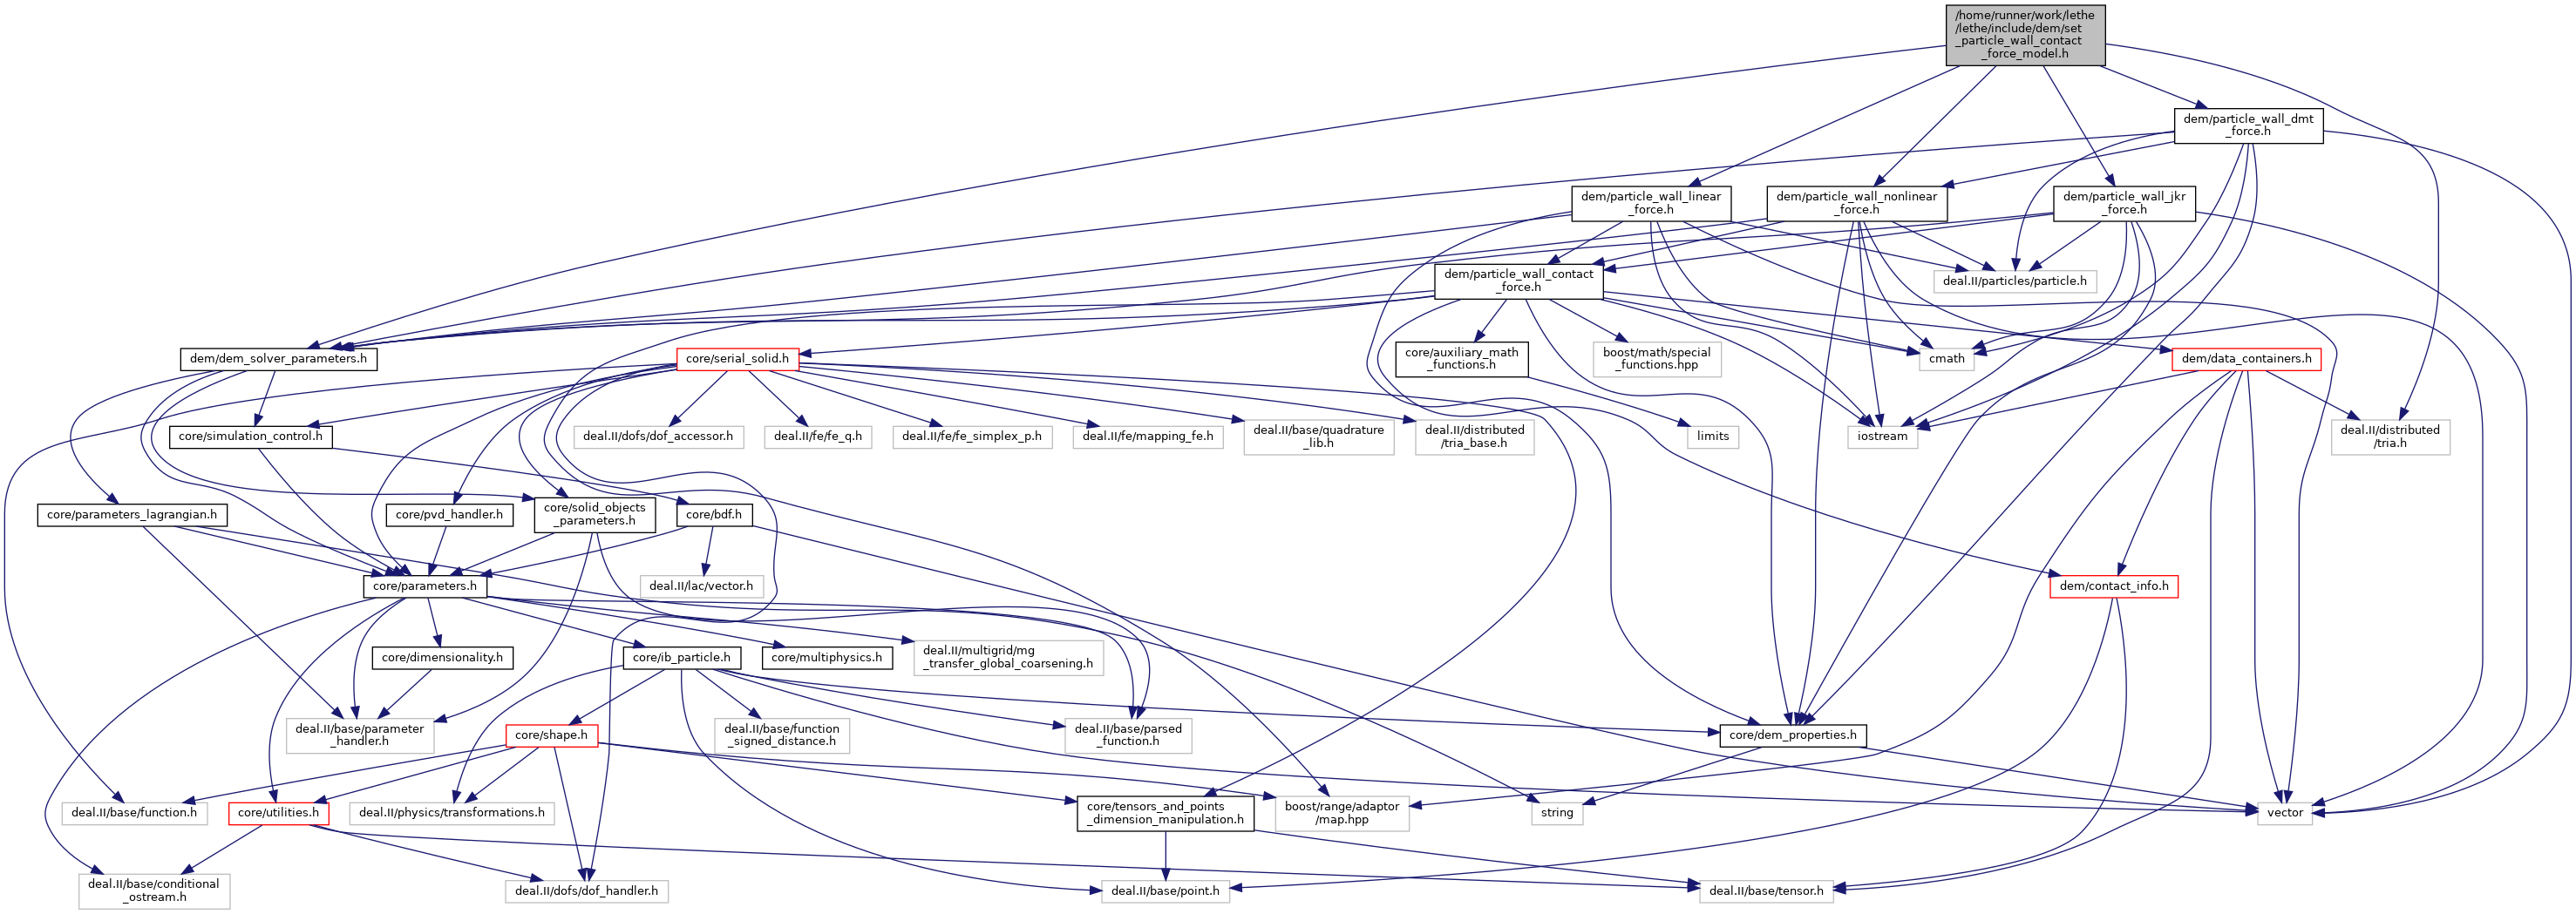 /home/runner/work/lethe
/lethe/include/dem/set
_particle_wall_contact
_force_model.h
dem/particle_wall_dmt
_force.h
dem/particle_wall_linear
_force.h
dem/particle_wall_nonlinear
_force.h
dem/particle_wall_jkr
_force.h
dem/particle_wall_contact
_force.h
deal.II/particles/particle.h
dem/dem_solver_parameters.h
core/serial_solid.h
core/auxiliary_math
_functions.h
boost/math/special
_functions.hpp
cmath
dem/data_containers.h
core/simulation_control.h
deal.II/dofs/dof_accessor.h
deal.II/fe/fe_q.h
deal.II/fe/fe_simplex_p.h
deal.II/fe/mapping_fe.h
deal.II/base/quadrature
_lib.h
deal.II/distributed
/tria_base.h
limits
iostream
deal.II/distributed
/tria.h
core/parameters_lagrangian.h
core/pvd_handler.h
core/solid_objects
_parameters.h
core/bdf.h
core/parameters.h
deal.II/lac/vector.h
dem/contact_info.h
core/dimensionality.h
core/ib_particle.h
core/multiphysics.h
deal.II/multigrid/mg
_transfer_global_coarsening.h
deal.II/base/parameter
_handler.h
core/shape.h
deal.II/base/function
_signed_distance.h
deal.II/base/parsed
_function.h
core/dem_properties.h
deal.II/base/function.h
core/utilities.h
deal.II/physics/transformations.h
core/tensors_and_points
_dimension_manipulation.h
boost/range/adaptor
/map.hpp
string
vector
deal.II/base/conditional
_ostream.h
deal.II/dofs/dof_handler.h
deal.II/base/point.h
deal.II/base/tensor.h